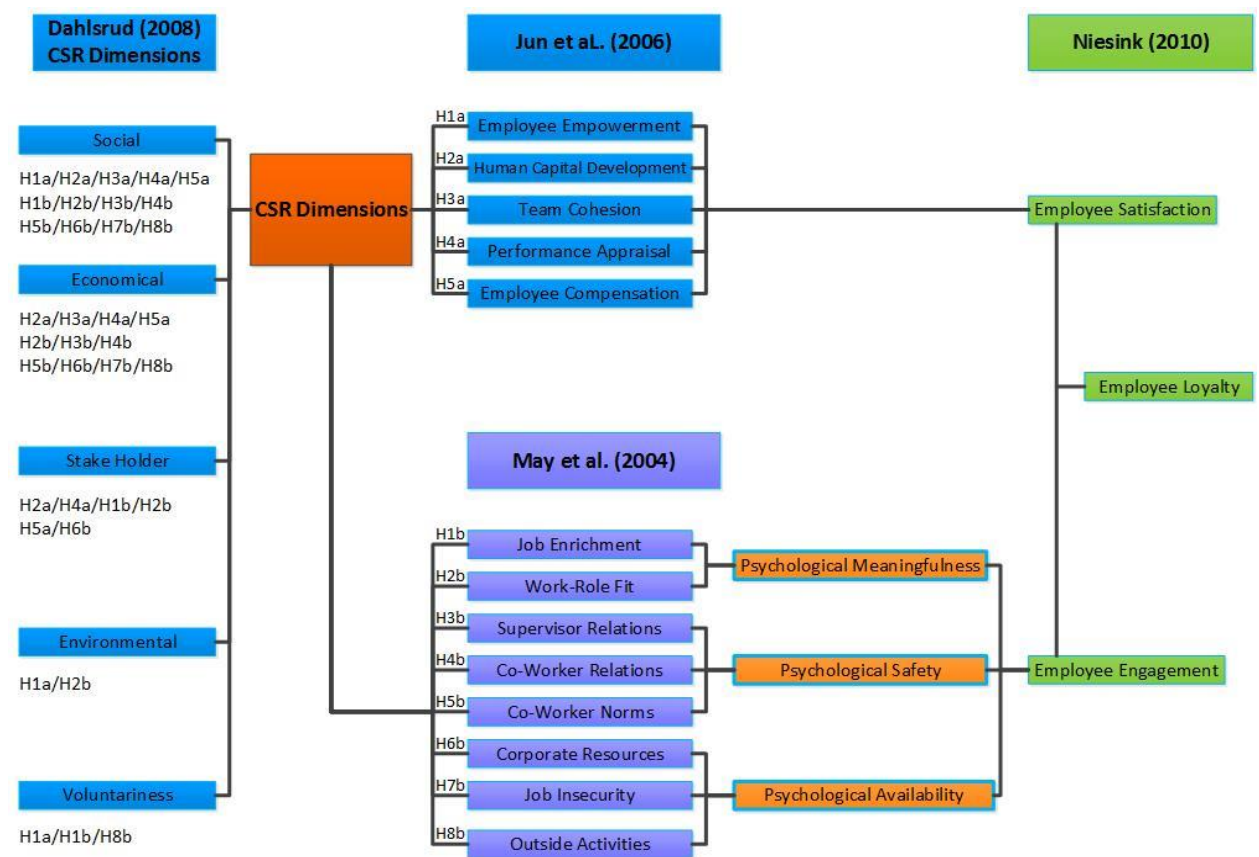 Dahlsrud (2008)
CSR Dimensions
Jun et aL. (2006)
Niesink (2010)
Social
H1a/H2a/H3a/H4a/H5a
H1b/H2b/H3b/H4b
H5b/H6b/H7b/H8b
Economical
H2a/H3a/H4a/H5a
H2b/H3b/H4b
H5b/H6b/H7b/H8b
Stake Holder
H2a/H4a/H1b/H2b
H5a/H6b
Environmental
H1a/H2b
Voluntariness
H1a/H1b/H8b
CSR Dimensions
H1a
Employee Empowerment
H2a
Human Capital Development
H3a
Team Cohesion
H4a
Performance Appraisal
H5a
Employee Compensation
May et al. (2004)
H1b
Job Enrichment
H2b
Work-Role Fit
H3b
Supervisor Relations
H4b
Co-Worker Relations
H5b
Co-Worker Norms
H6b
Corporate Resources
H7b
Job Insecurity
H8b
Outside Activities
Psychological Meaningfulness
Psychological Safety
Psychological Availability
Employee Satisfaction
Employee Loyalty
Employee Engagement